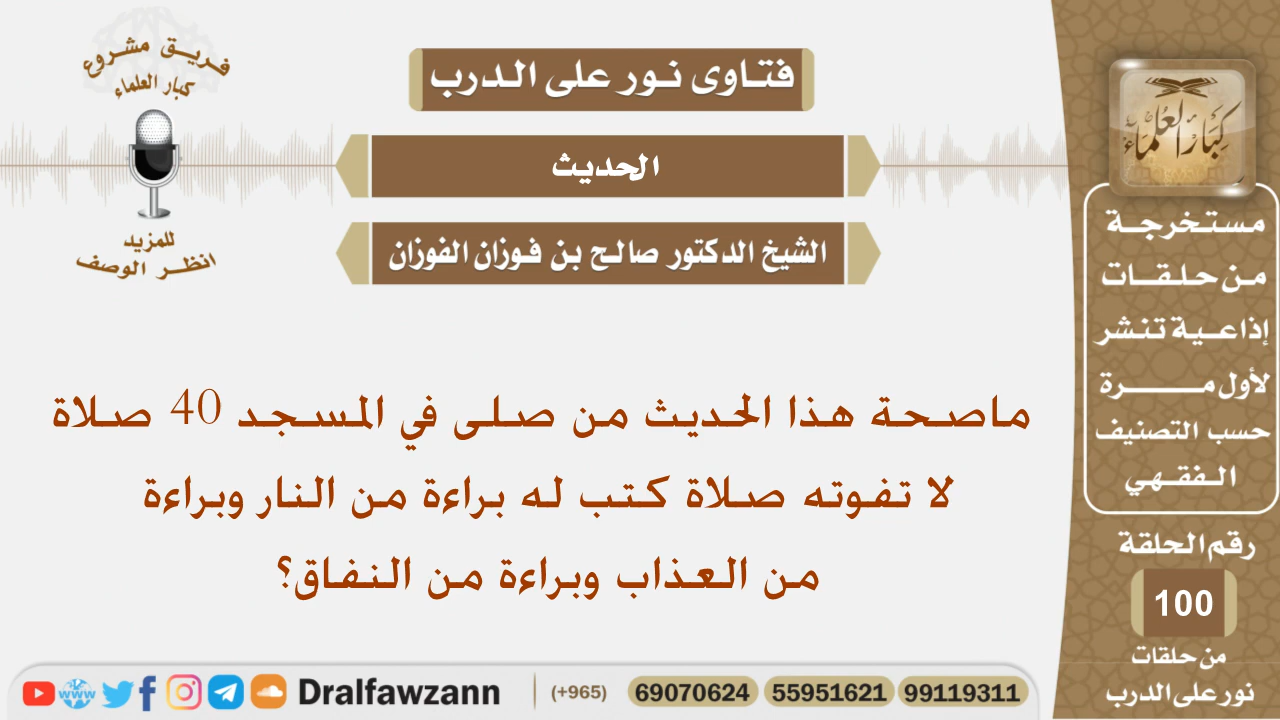 فريق مشروع
كبار العلماء
للمزيد
انظر الوصف
فتاوى نور على الدرب
الحديث
الشيخ الدكتور صالح بن فوزان الفوزان
ماصحة هذا الحديث من صلى في المسجد 40 صلاة
لا تفوته صلاة كتب له براءة من النار وبراءة
من العذاب وبراءة من النفاق؟
كبار العلماء
مستخرجة
من حلقات
إذاعية تنشر
لأول مرة
حسب التصنيف
الفقهي
رقم الحلقة
100
من حلقات
نور على الدرب
www Dralfawzann (+965) 69070624 55951621 99119311